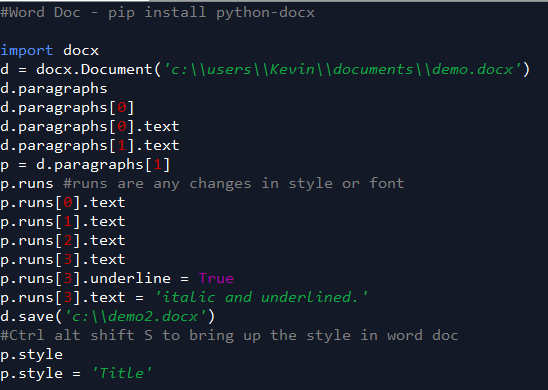 #Word Doc - pip install python-docx
import docx
d = docx.Document('c:\\users\\Kevin\\documents\\demo.docx')
d.paragraphs
d.paragraphs[0]
d.paragraphs[0].text
d.paragraphs[1].text
p = d.paragraphs[1]
p.runs #runs are any changes in style or font
p.runs[0].text
p.runs[1].text
p.runs[2].text
p.runs[3].text
p.runs[3].underline = True
p.runs[3].text = 'italic and underlined.'
d.save('c:\\demo2.docx')
#Ctrl alt shift S to bring up the style in word doc
p.style
p.style = 'Title'